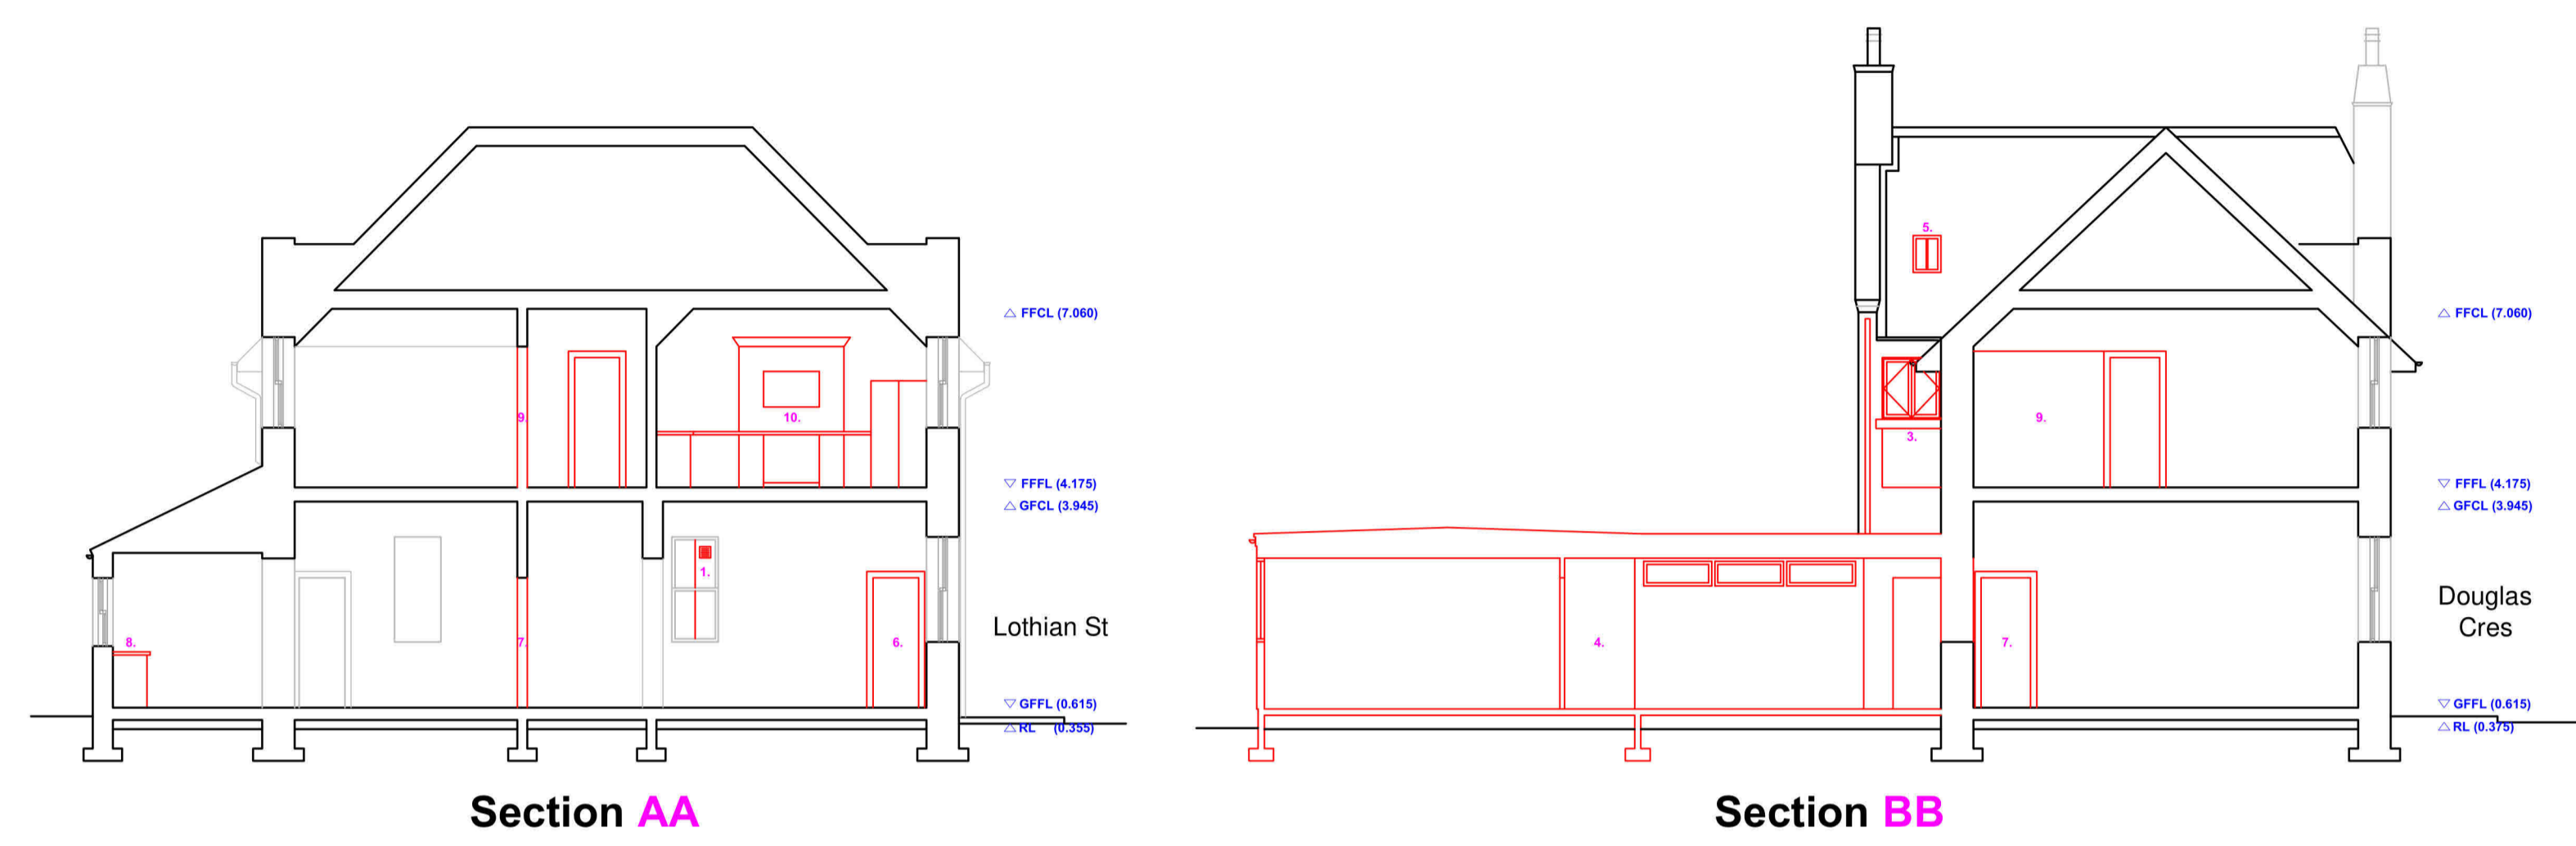 5.
△ FFCL (7.060)
△ FFCL (7.060)
9.
10.
3.
9.
▽ FFFL (4.175)
△ GFCL (3.945)
▽ FFFL (4.175)
△ GFCL (3.945)
1.
Lothian St
Douglas
Cres
8.
7.
6.
4.
7.
▽ GFFL (0.615)
△ RL (0.355)
▽ GFFL (0.615)
△ RL (0.375)
Section AA
Section BB